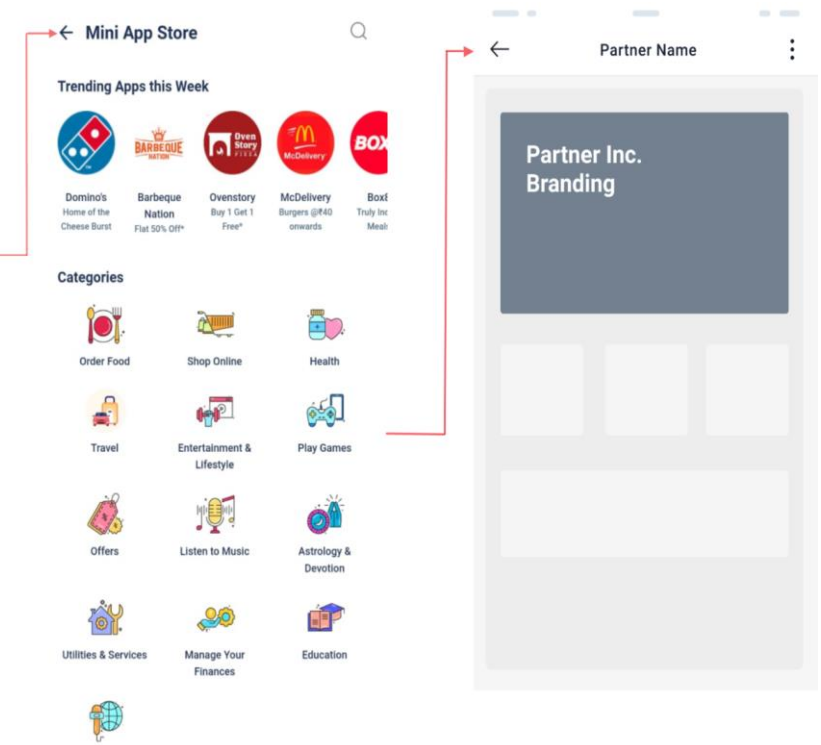 Mini App Store
Trending Apps this Week
BARBEQUE
NATION
Oven
Story
PIZZA
McDelivery
BOX
Domino's
Home of the
Cheese Burst
Barbeque
Nation
Flat 50% Off*
Ovenstory
Buy 1 Get 1
Free*
McDelivery
Burgers @₹40
onwards
Truly
Categories
Order Food
Shop Online
Health
Travel
Entertainment &
Lifestyle
Play Games
Offers
Listen to Music
Astrology &
Devotion
Utilities & Services
Manage Your
Finances
Education
Partner Name
Partner Inc.
Branding